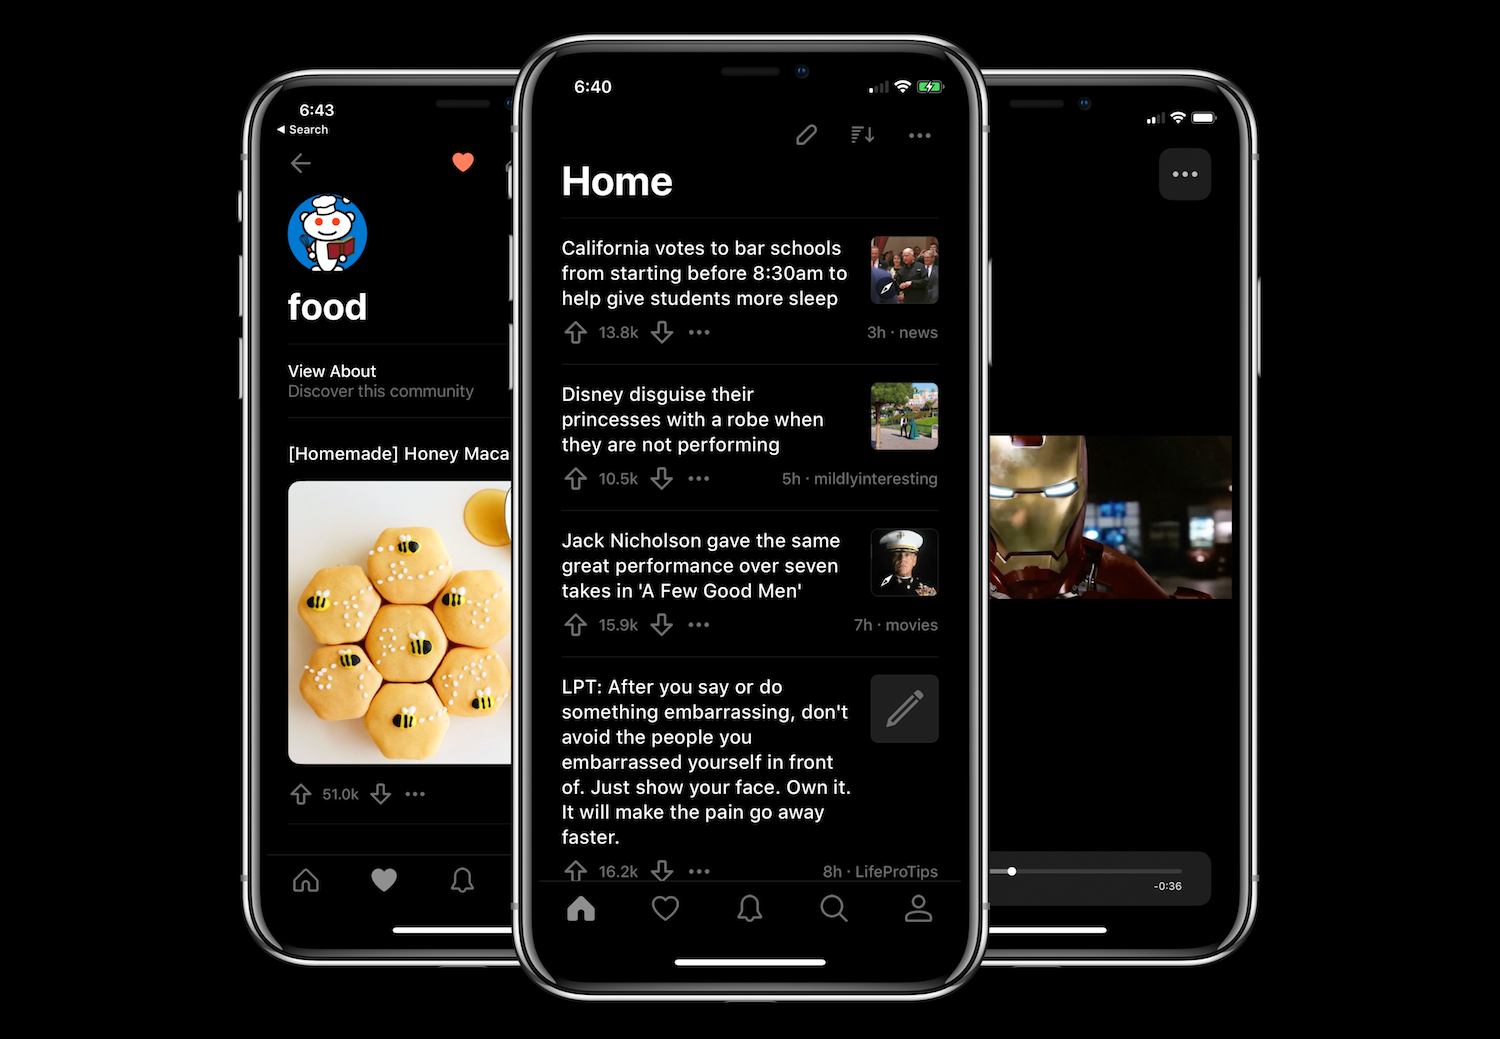 6:43
◀ Search
food
View About
Discover this community
[Homemade] Honey Maca
51.0k
6:40
Home
California votes to bar schools
from starting before 8:30am to
help give students more sleep
13.8k
3h · news
Disney disguise their
princesses with a robe when
they are not performing
10.5k
5h · mildlyinteresting
Jack Nicholson gave the same
great performance over seven
takes in 'A Few Good Men'
15.9k
7h · movies
LPT: After you say or do
something embarrassing, don't
avoid the people you
embarrassed yourself in front
of. Just show your face. Own it.
It will make the pain go away
faster.
16.2k
8h · LifeProTips
-0:36